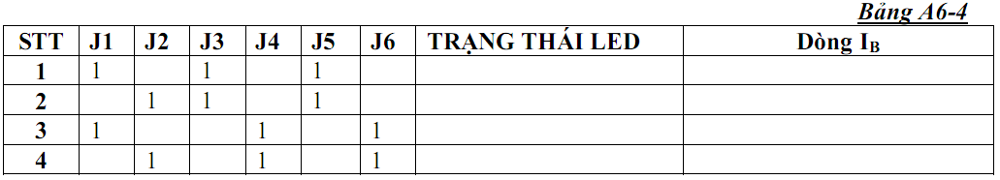 Bảng A6-4
STT J1 J2 J3 J4 J5 J6 TRẠNG THÁI LED Dòng IB
1 1 1 1
2 1 1 1
3 1 1 1
4 1 1 1